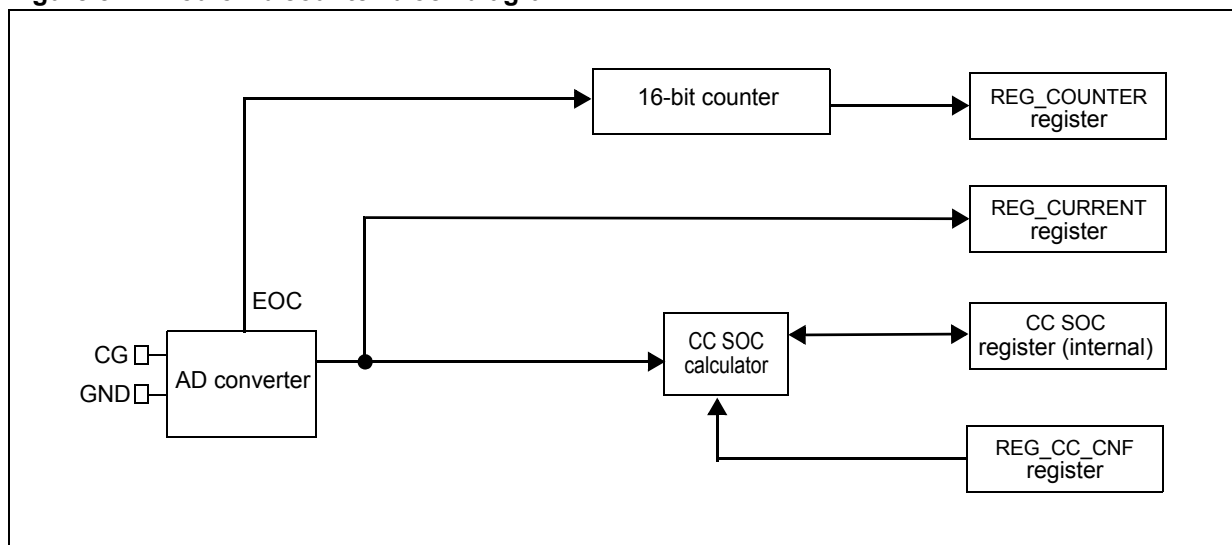 16-bit counter
REG_COUNTER
register
REG_CURRENT
register
EOC
CG
GND
AD converter
CC SOC
calculator
CC SOC
register (internal)
REG_CC_CNF
register